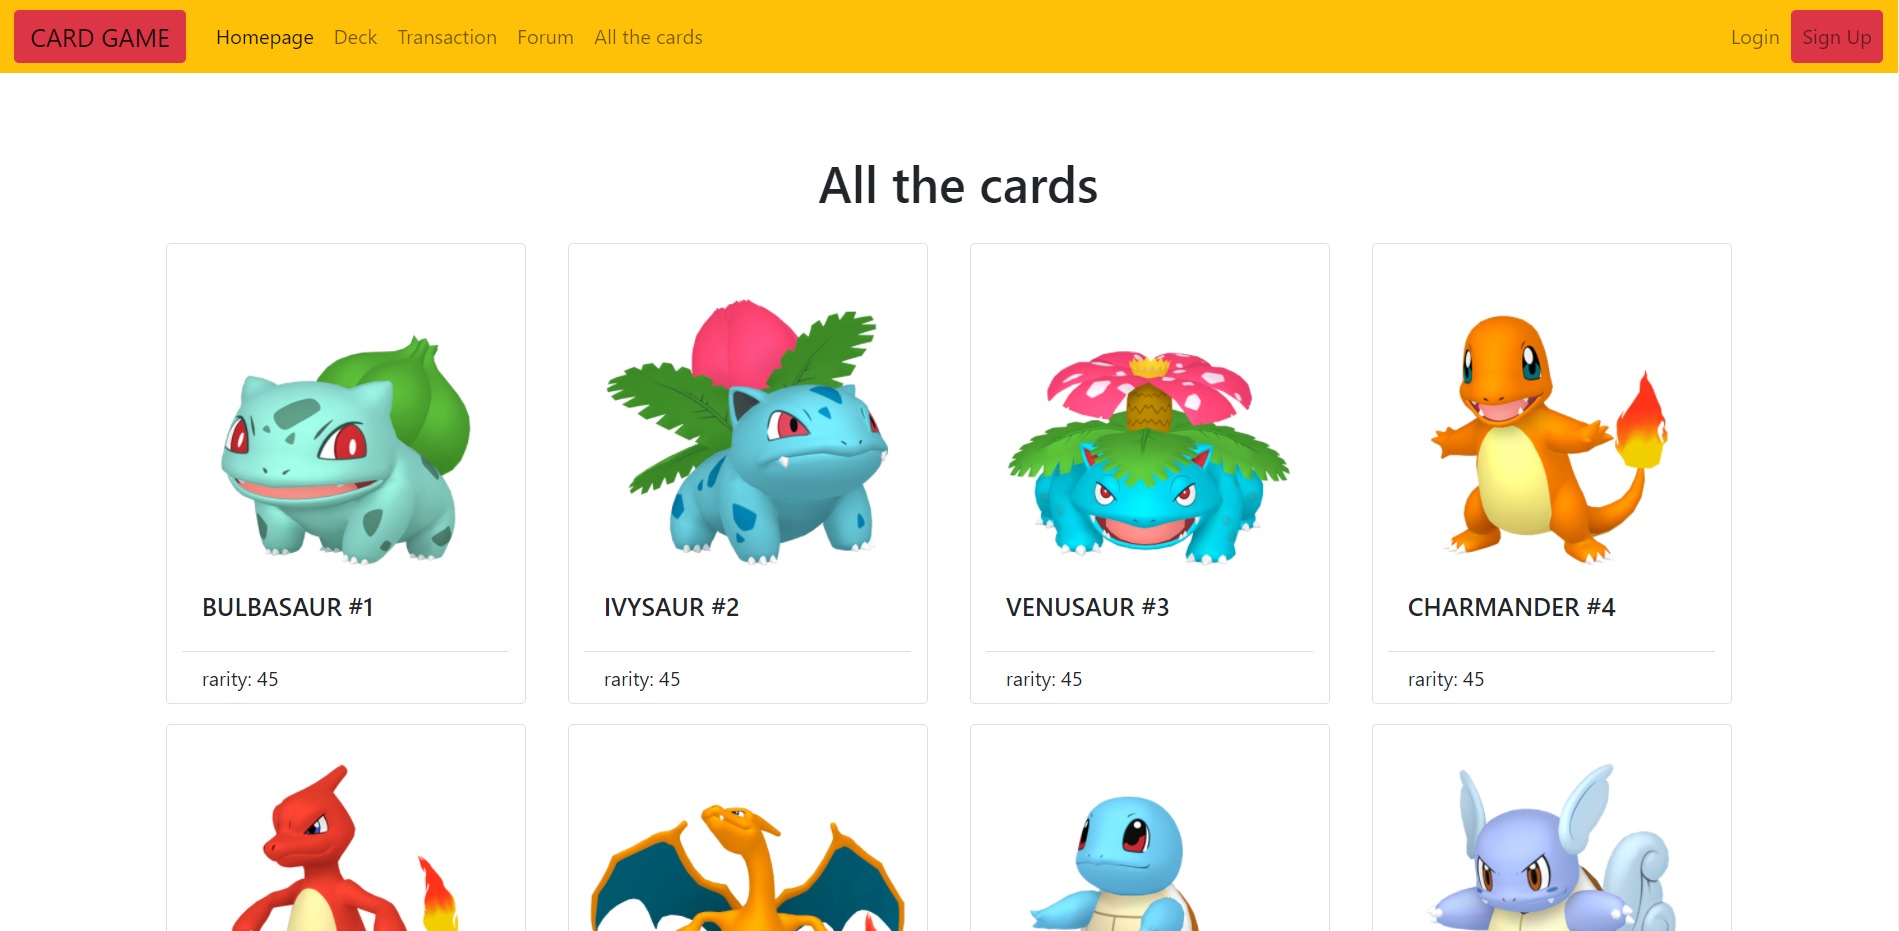 CARD GAME Homepage Deck Transaction Forum All the cards Login Sign Up
All the cards
BULBASAUR #1
rarity: 45
IVYSAUR #2
rarity: 45
VENUSAUR #3
rarity: 45
CHARMANDER #4
rarity: 45